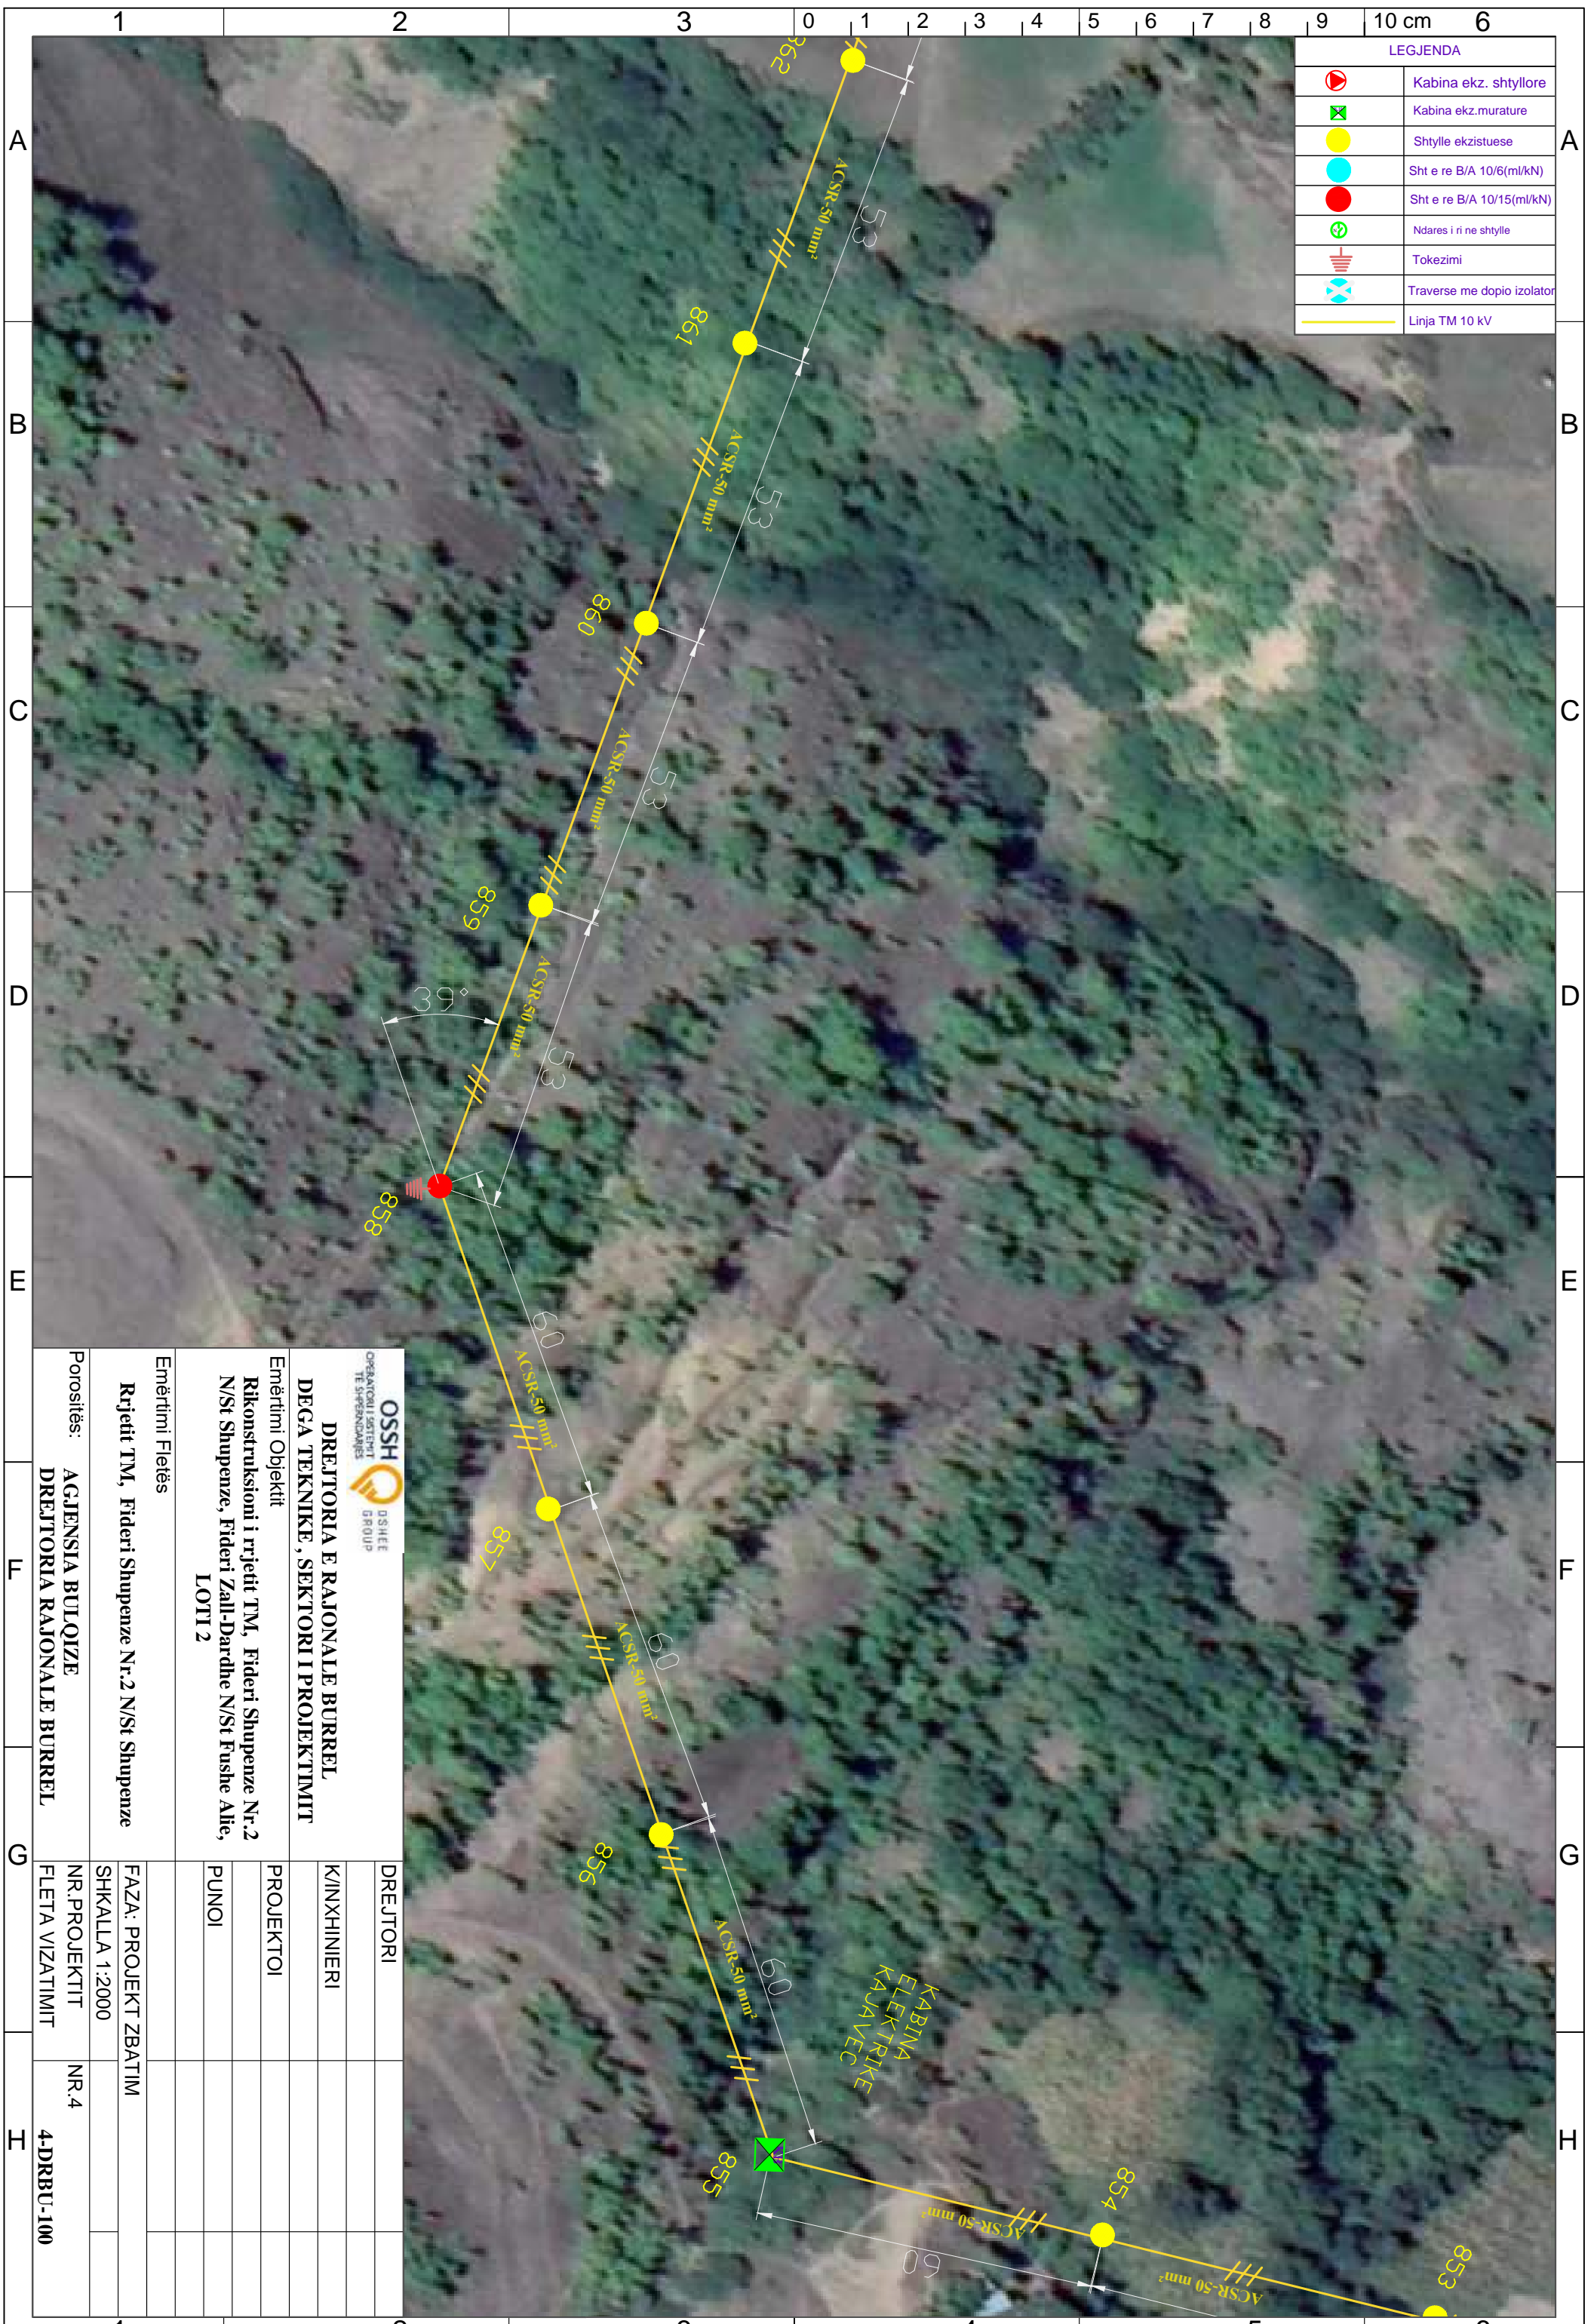 1 2 3 0 1 2 3 4 5 6 7 8 9 10 cm 6
LEGJENDA
Kabina ekz. shtyllore
Kabina ekz.murature
Shtylle ekzistuese
Sht e re B/A 10/6(ml/kN)
Sht e re B/A 10/15(ml/kN)
Ndares i ri ne shtylle
Tokezimi
Traverse me dopio izolator
Linja TM 10 kV
A
A
B
B
C
C
D
D
E
E
F
F
G
G
H
H
862
ACSR-50 mm²
53
861
ACSR-50 mm²
53
860
ACSR-50 mm²
53
859
ACSR-50 mm²
53
39°
858
60
ACSR-50 mm²
857
60
ACSR-50 mm²
856
60
ACSR-50 mm²
KABINA
ELEKTRIKE
KAJAVEC
855
ACSR-50 mm²
60
854
ACSR-50 mm²
853
OSSH
OPERATORI I SISTEMIT
TË SHPËRNDARJES
OSHEE
GROUP
DREJTORIA E RAJONALE BURREL
DEGA TEKNIKE , SEKTORI I PROJEKTIMIT
Emërtimi Objektit
Rikonstruksioni i rrjetit TM, Fideri Shupenze Nr.2
N/St Shupenze, Fideri Zall-Dardhe N/St Fushe Alie,
LOTI 2
Emërtimi Fletës
Rrjetit TM, Fideri Shupenze Nr.2 N/St Shupenze
Porositës:
AGJENSIA BULQIZE
DREJTORIA RAJONALE BURREL
DREJTORI
K/INXHINIERI
PROJEKTOI
PUNOI
FAZA: PROJEKT ZBATIM
SHKALLA 1:2000
NR.PROJEKTIT NR.4
FLETA VIZATIMIT 4-DRBU-100